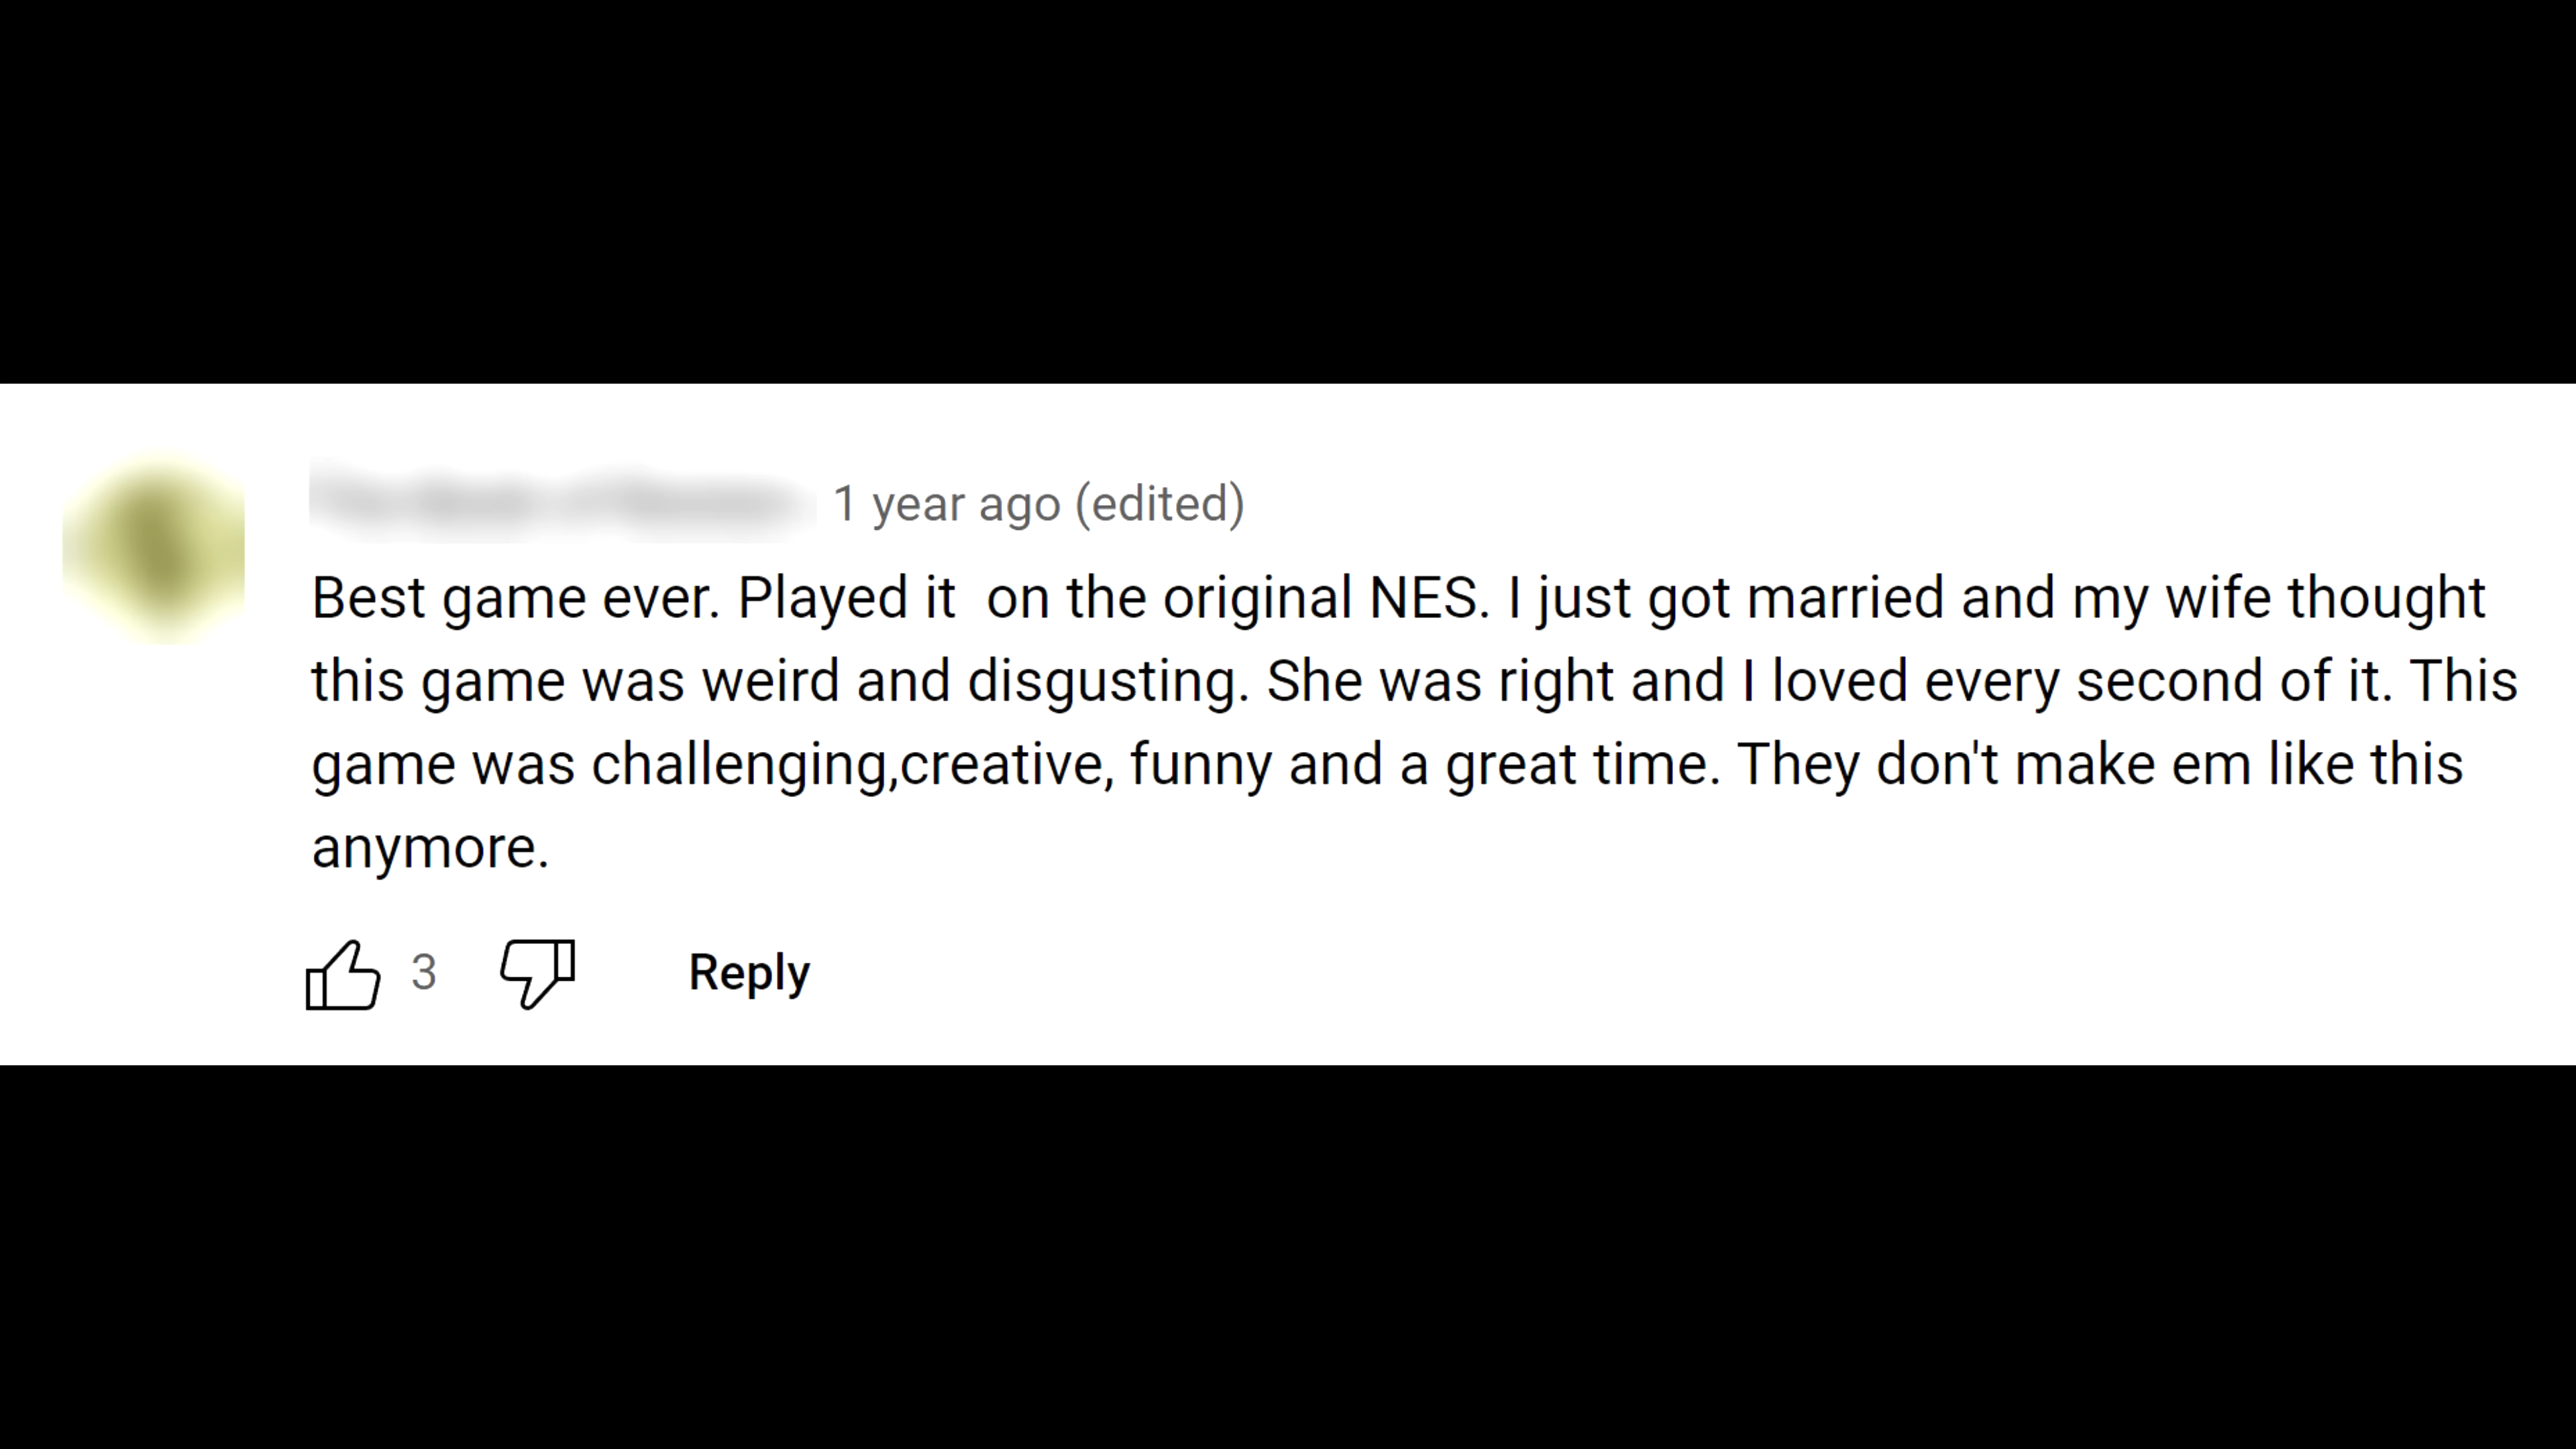 1 year ago (edited)
Best game ever. Played it  on the original NES. I just got married and my wife thought
this game was weird and disgusting. She was right and I loved every second of it. This
game was challenging,creative, funny and a great time. They don't make em like this
anymore.
3 Reply